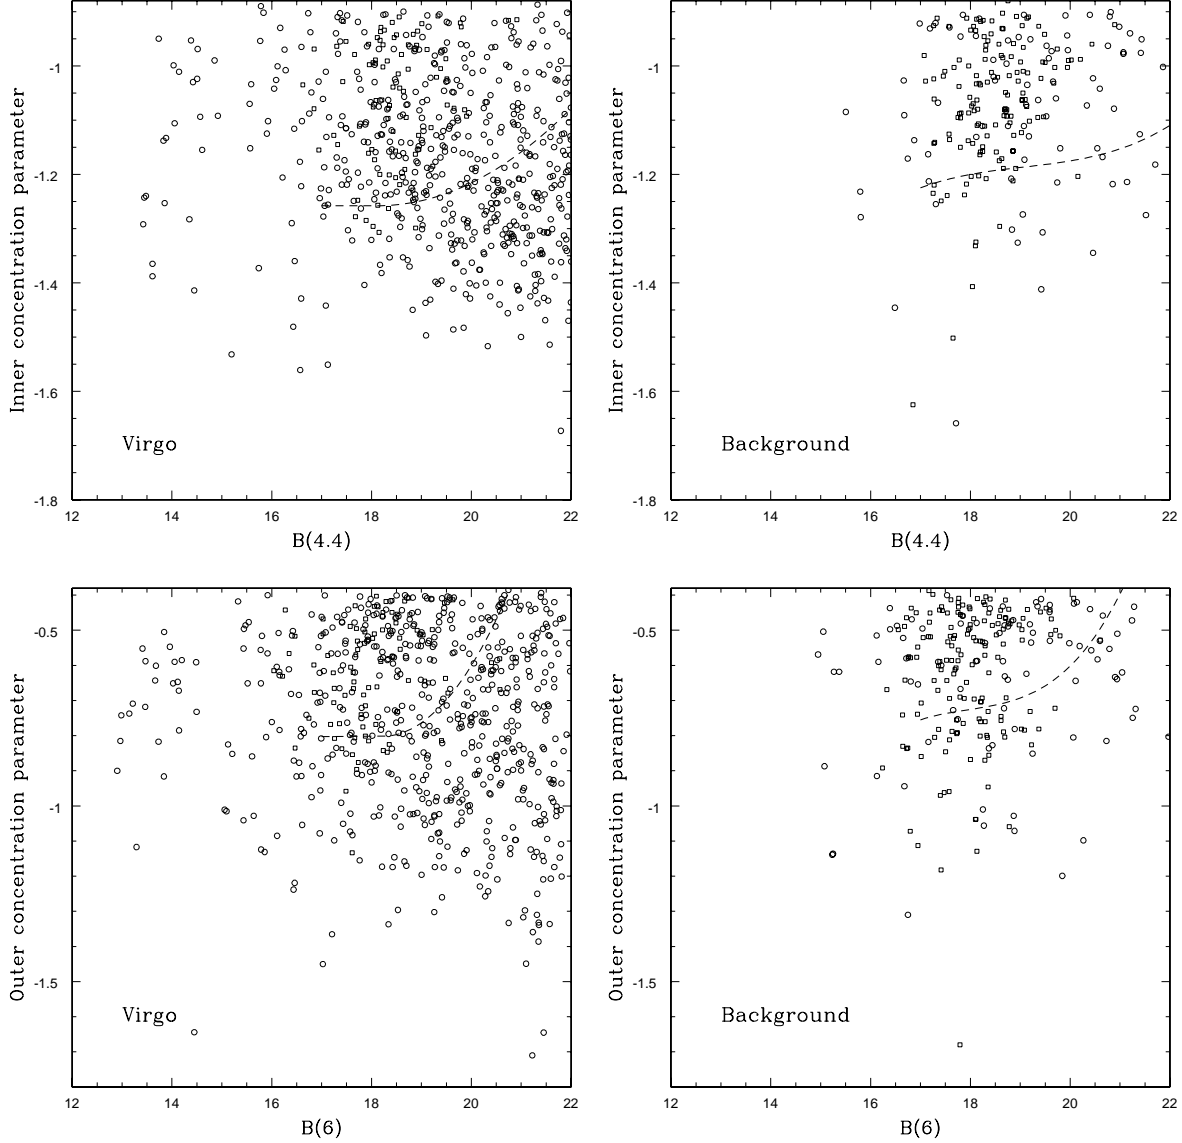 Inner concentration parameter
-1
-1.2
-1.4
-1.6
-1.8
Virgo
12 14 16 18 20 22
B(4.4)
Inner concentration parameter
-1
-1.2
-1.4
-1.6
-1.8
Background
12 14 16 18 20 22
B(4.4)
Outer concentration parameter
-0.5
-1
-1.5
Virgo
12 14 16 18 20 22
B(6)
Outer concentration parameter
-0.5
-1
-1.5
Background
12 14 16 18 20 22
B(6)